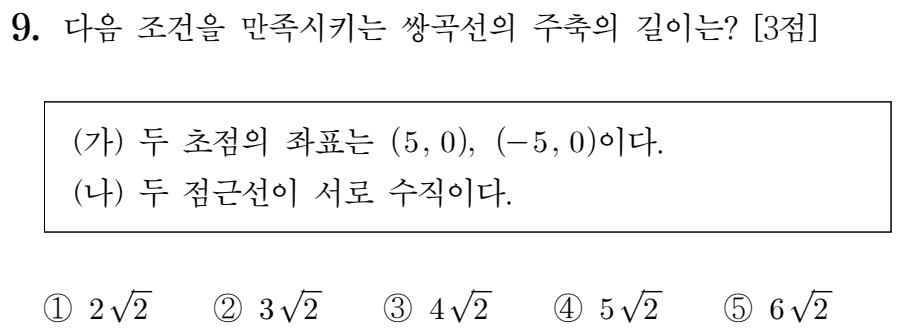 9. 다음 조건을 만족시키는 쌍곡선의 주축의 길이는? [3점]
(가) 두 초점의 좌표는 (5, 0), (−5, 0)이다.
(나) 두 점근선이 서로 수직이다.
① 2√2 ② 3√2 ③ 4√2 ④ 5√2 ⑤ 6√2